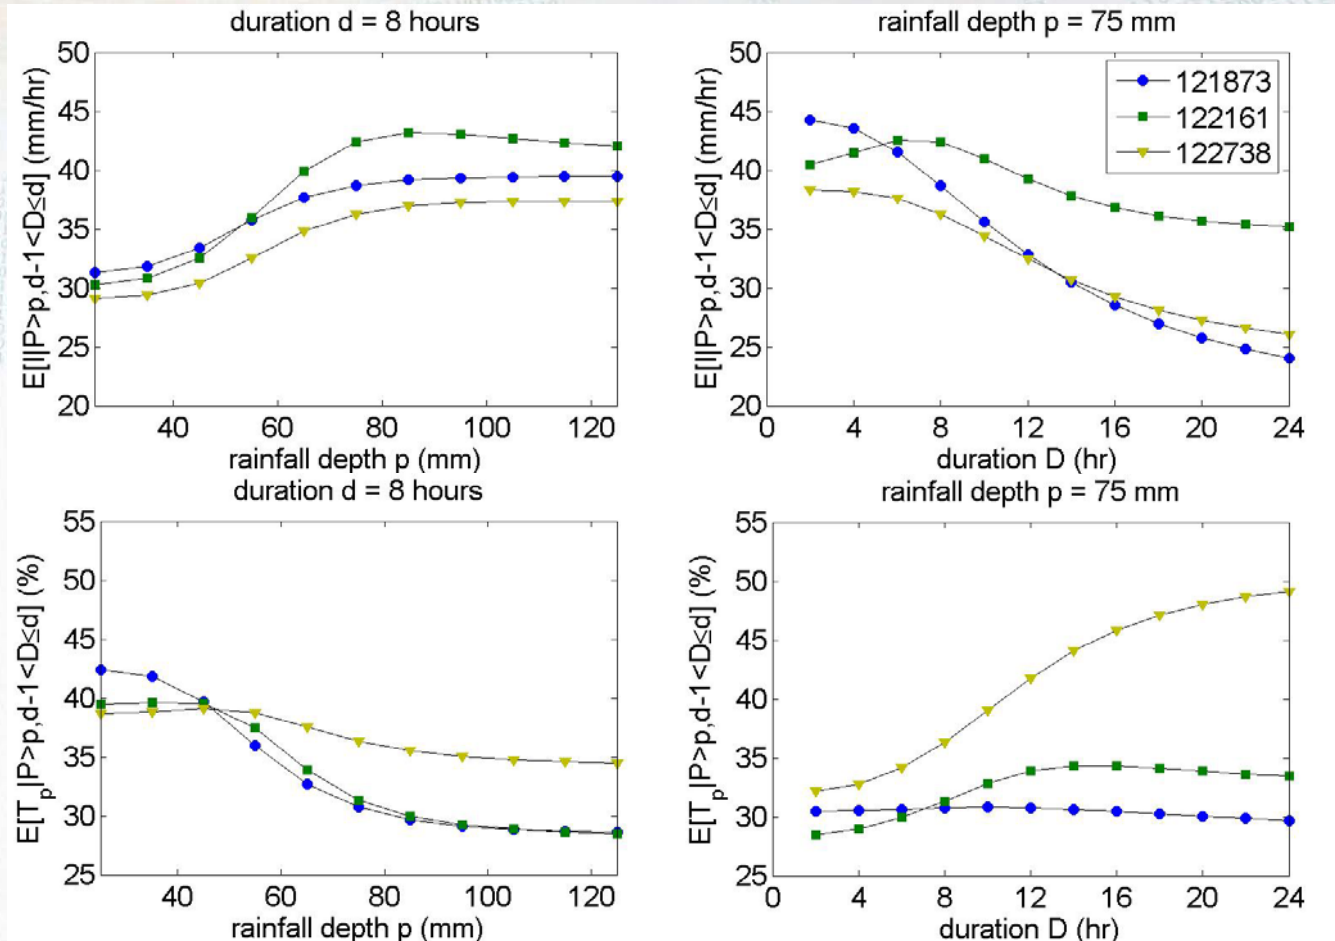 duration d = 8 hours
50
45
40
35
30
25
20
E[I|P>p,d-1<D≤d] (mm/hr)
40 60 80 100 120
rainfall depth p (mm)
rainfall depth p = 75 mm
50
45
40
35
30
25
20
E[I|P>p,d-1<D≤d] (mm/hr)
121873
122161
122738
0 4 8 12 16 20 24
duration D (hr)
duration d = 8 hours
55
50
45
40
35
30
25
E[Tp|P>p,d-1<D≤d] (%)
40 60 80 100 120
rainfall depth p (mm)
rainfall depth p = 75 mm
55
50
45
40
35
30
25
E[Tp|P>p,d-1<D≤d] (%)
0 4 8 12 16 20 24
duration D (hr)